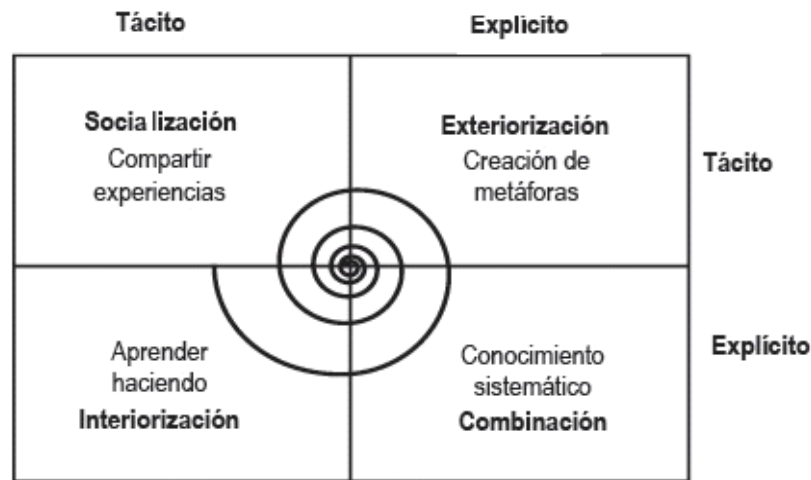 Tácito Explícito
Socia lización
Compartir
experiencias
Exteriorización
Creación de
metáforas
Tácito
Aprender
haciendo
Interiorización
Conocimiento
sistemático
Combinación
Explícito